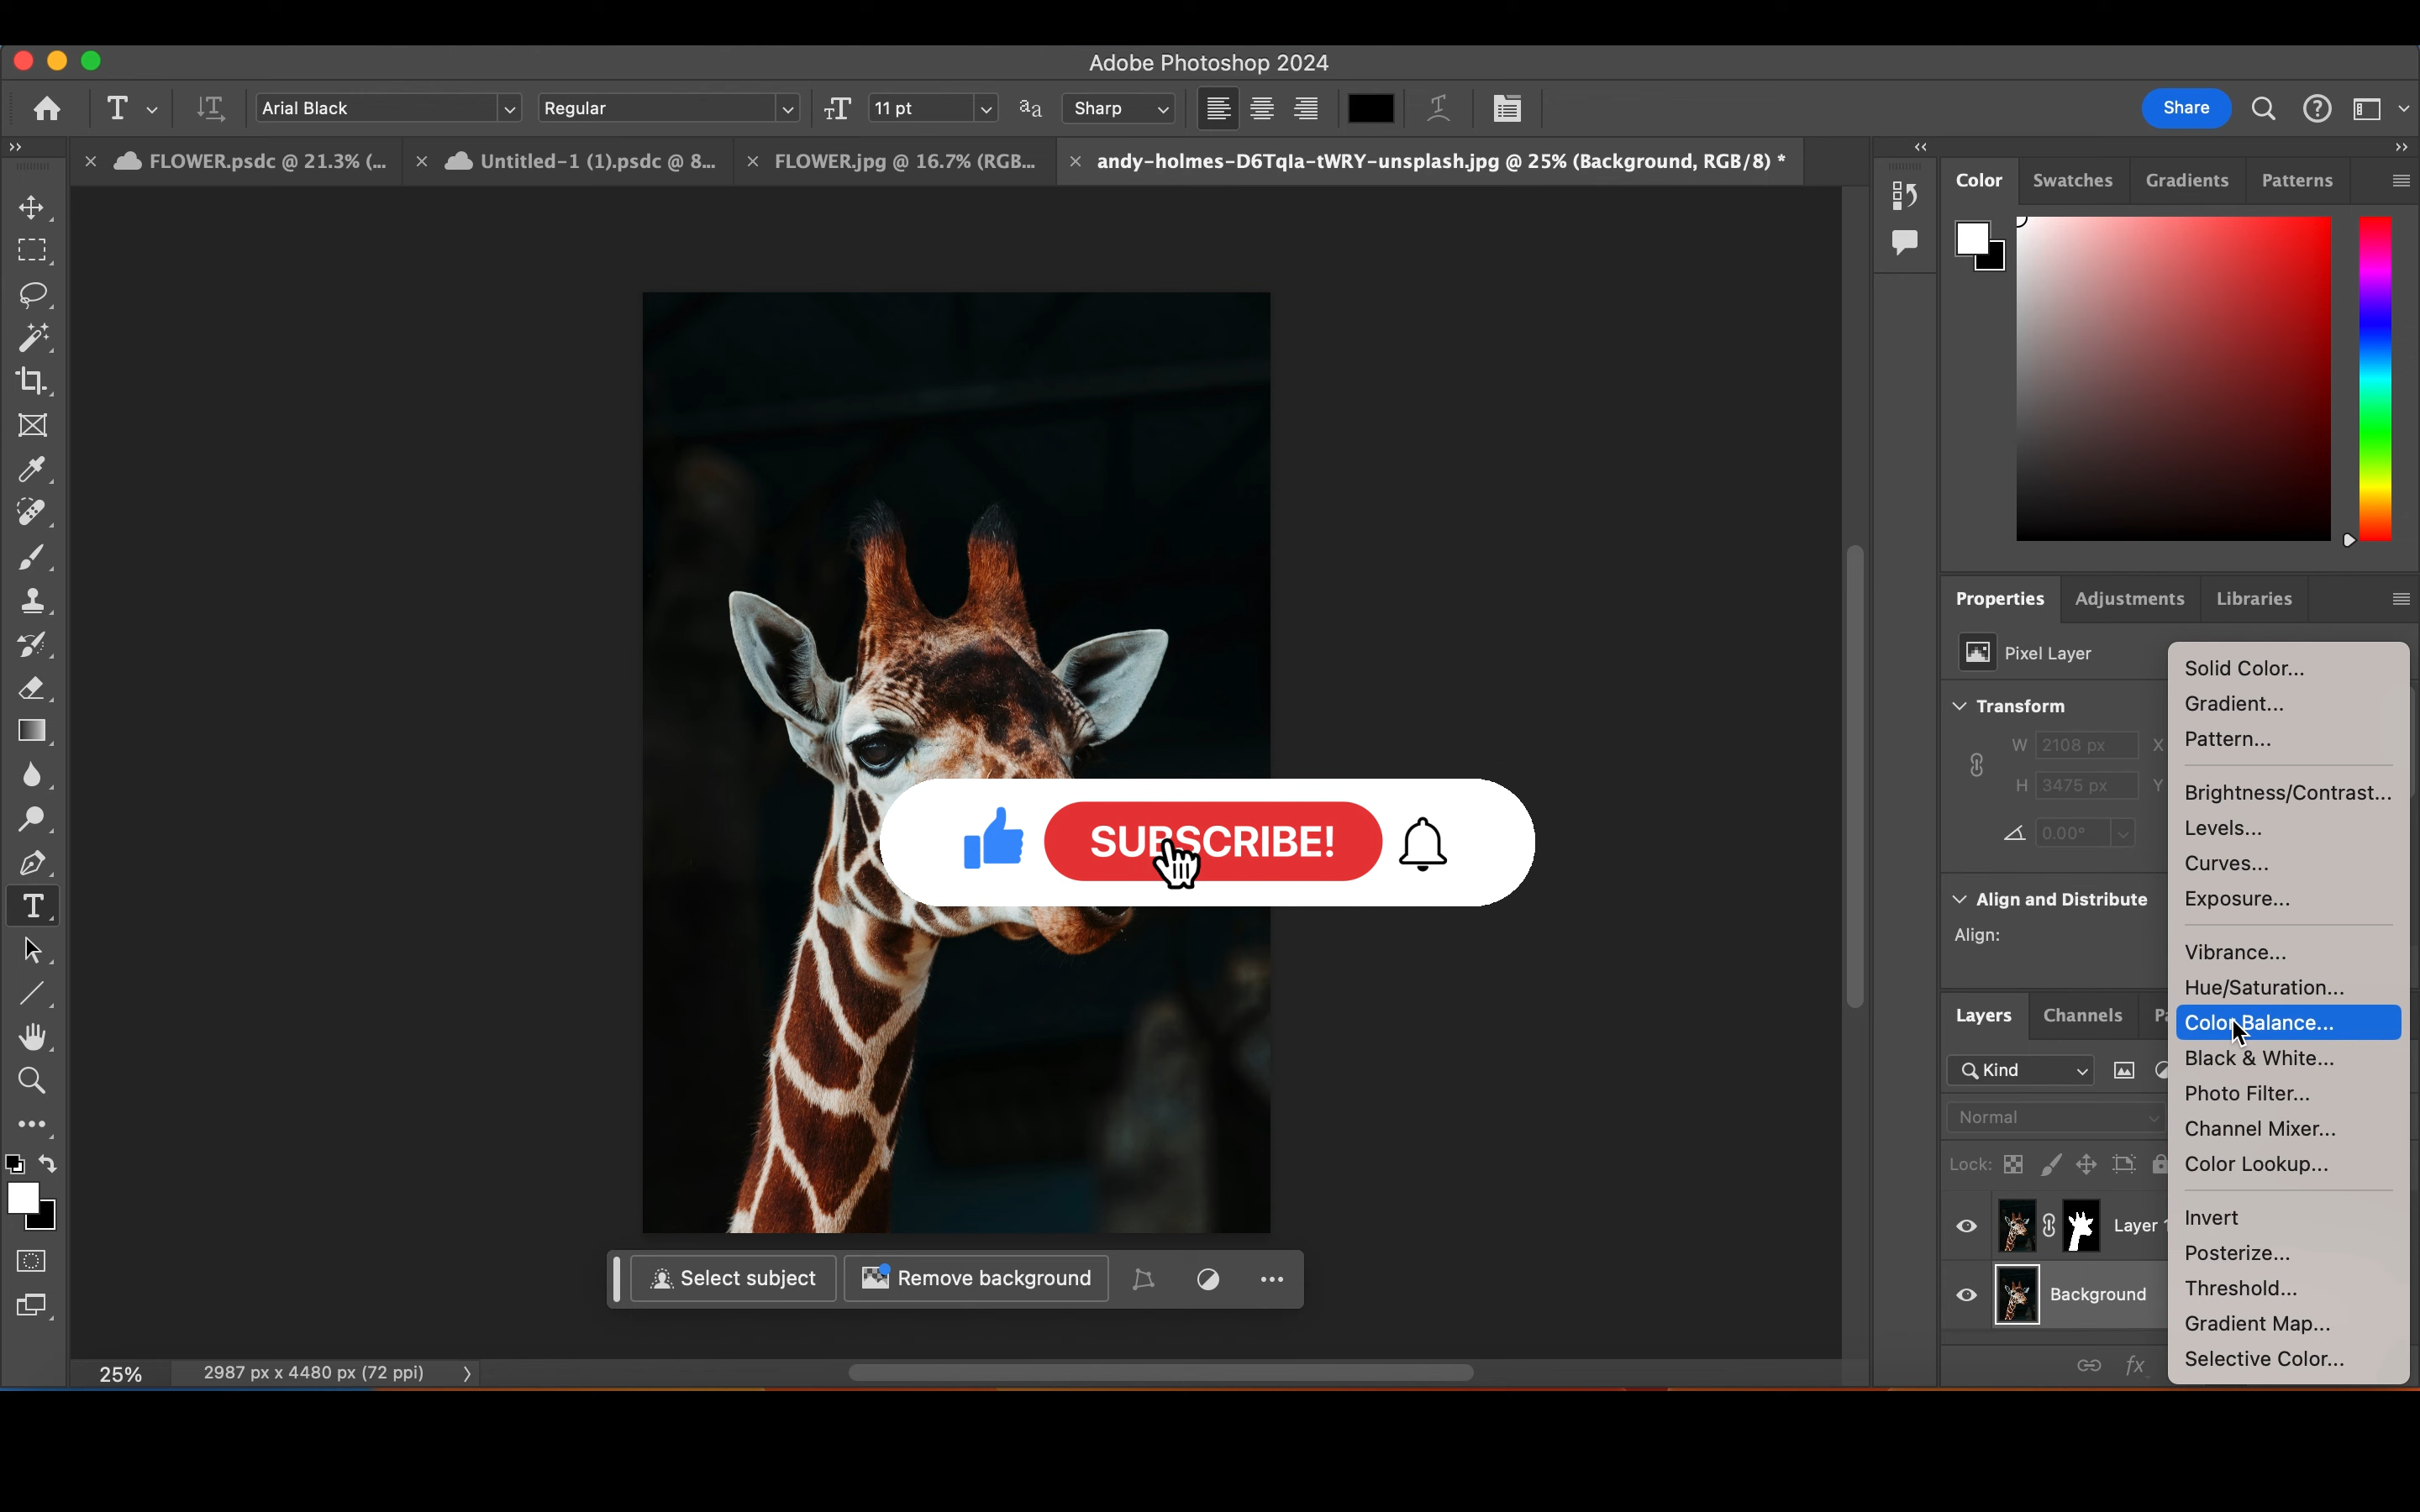 Adobe Photoshop 2024
T Arial Black Regular 11 pt aa Sharp Share
FLOWER.psdc @ 21.3% (... Untitled-1 (1).psdc @ 8... FLOWER.jpg @ 16.7% (RGB... andy-holmes-D6TqIa-tWRY-unsplash.jpg @ 25% (Background, RGB/8) *
Color Swatches Gradients Patterns
Properties Adjustments Libraries
Pixel Layer
Transform
W 2108 px X
H 3475 px Y
0.00°
Align and Distribute
Align:
Layers Channels
Kind
Normal
Lock:
Layer
Background
fx
Solid Color...
Gradient...
Pattern...
Brightness/Contrast...
Levels...
Curves...
Exposure...
Vibrance...
Hue/Saturation...
Color Balance...
Black & White...
Photo Filter...
Channel Mixer...
Color Lookup...
Invert
Posterize...
Threshold...
Gradient Map...
Selective Color...
SUBSCRIBE!
Select subject Remove background
25% 2987 px x 4480 px (72 ppi)